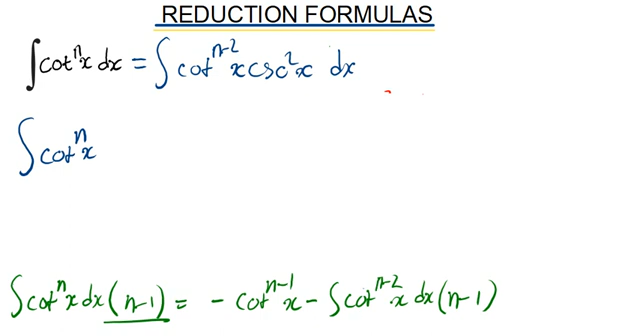 REDUCTION FORMULAS
∫cotⁿx dx = ∫cotⁿ⁻²x csc²x dx
∫cotⁿx
∫cotⁿx dx (n-1) = - cotⁿ⁻¹x - ∫cotⁿ⁻²x dx (n-1)